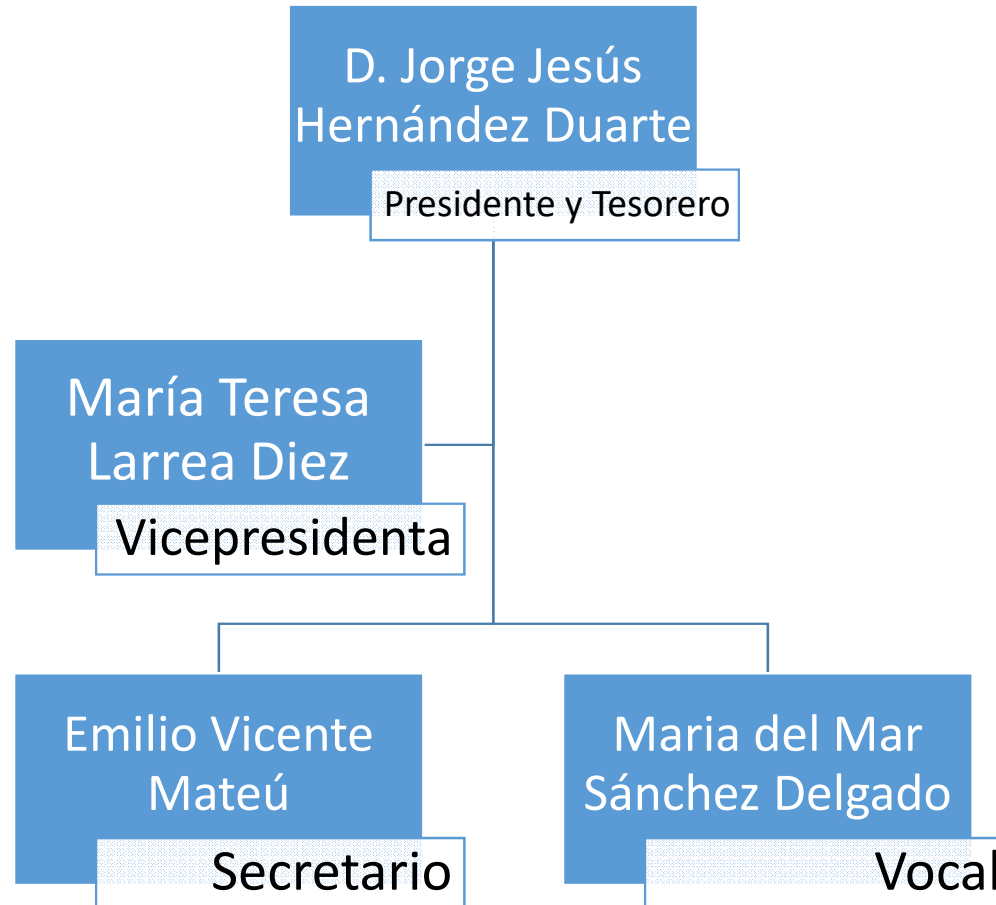 D. Jorge Jesús
Hernández Duarte
Presidente y Tesorero
María Teresa
Larrea Diez
Vicepresidenta
Emilio Vicente
Mateú
Secretario
Maria del Mar
Sánchez Delgado
Vocal